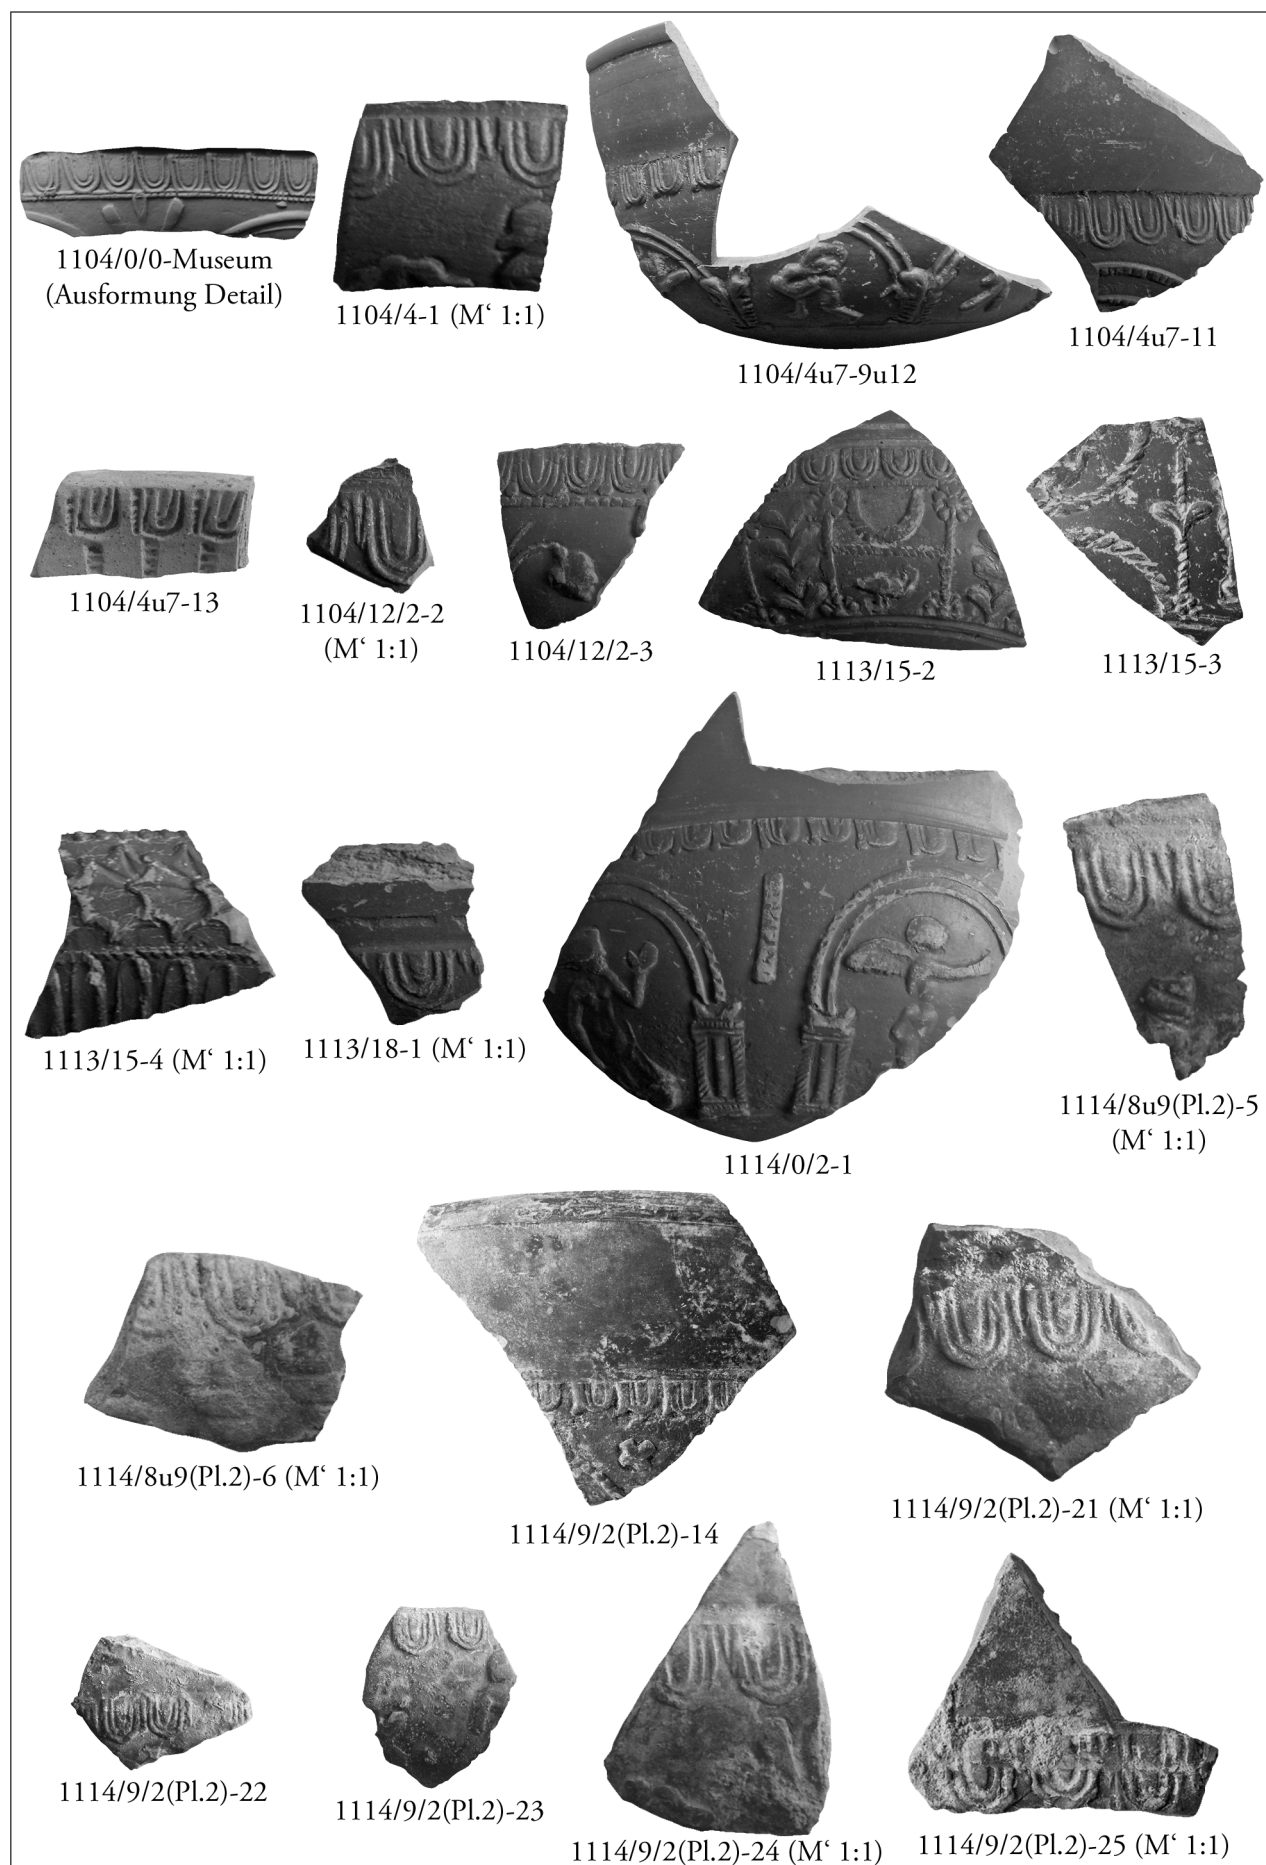 1104/0/0-Museum
(Ausformung Detail)
1104/4-1 (M‘ 1:1)
1104/4u7-9u12
1104/4u7-11
1104/4u7-13
1104/12/2-2
(M‘ 1:1)
1104/12/2-3
1113/15-2
1113/15-3
1113/15-4 (M‘ 1:1)
1113/18-1 (M‘ 1:1)
1114/0/2-1
1114/8u9(Pl.2)-5
(M‘ 1:1)
1114/8u9(Pl.2)-6 (M‘ 1:1)
1114/9/2(Pl.2)-14
1114/9/2(Pl.2)-21 (M‘ 1:1)
1114/9/2(Pl.2)-22
1114/9/2(Pl.2)-23
1114/9/2(Pl.2)-24 (M‘ 1:1)
1114/9/2(Pl.2)-25 (M‘ 1:1)